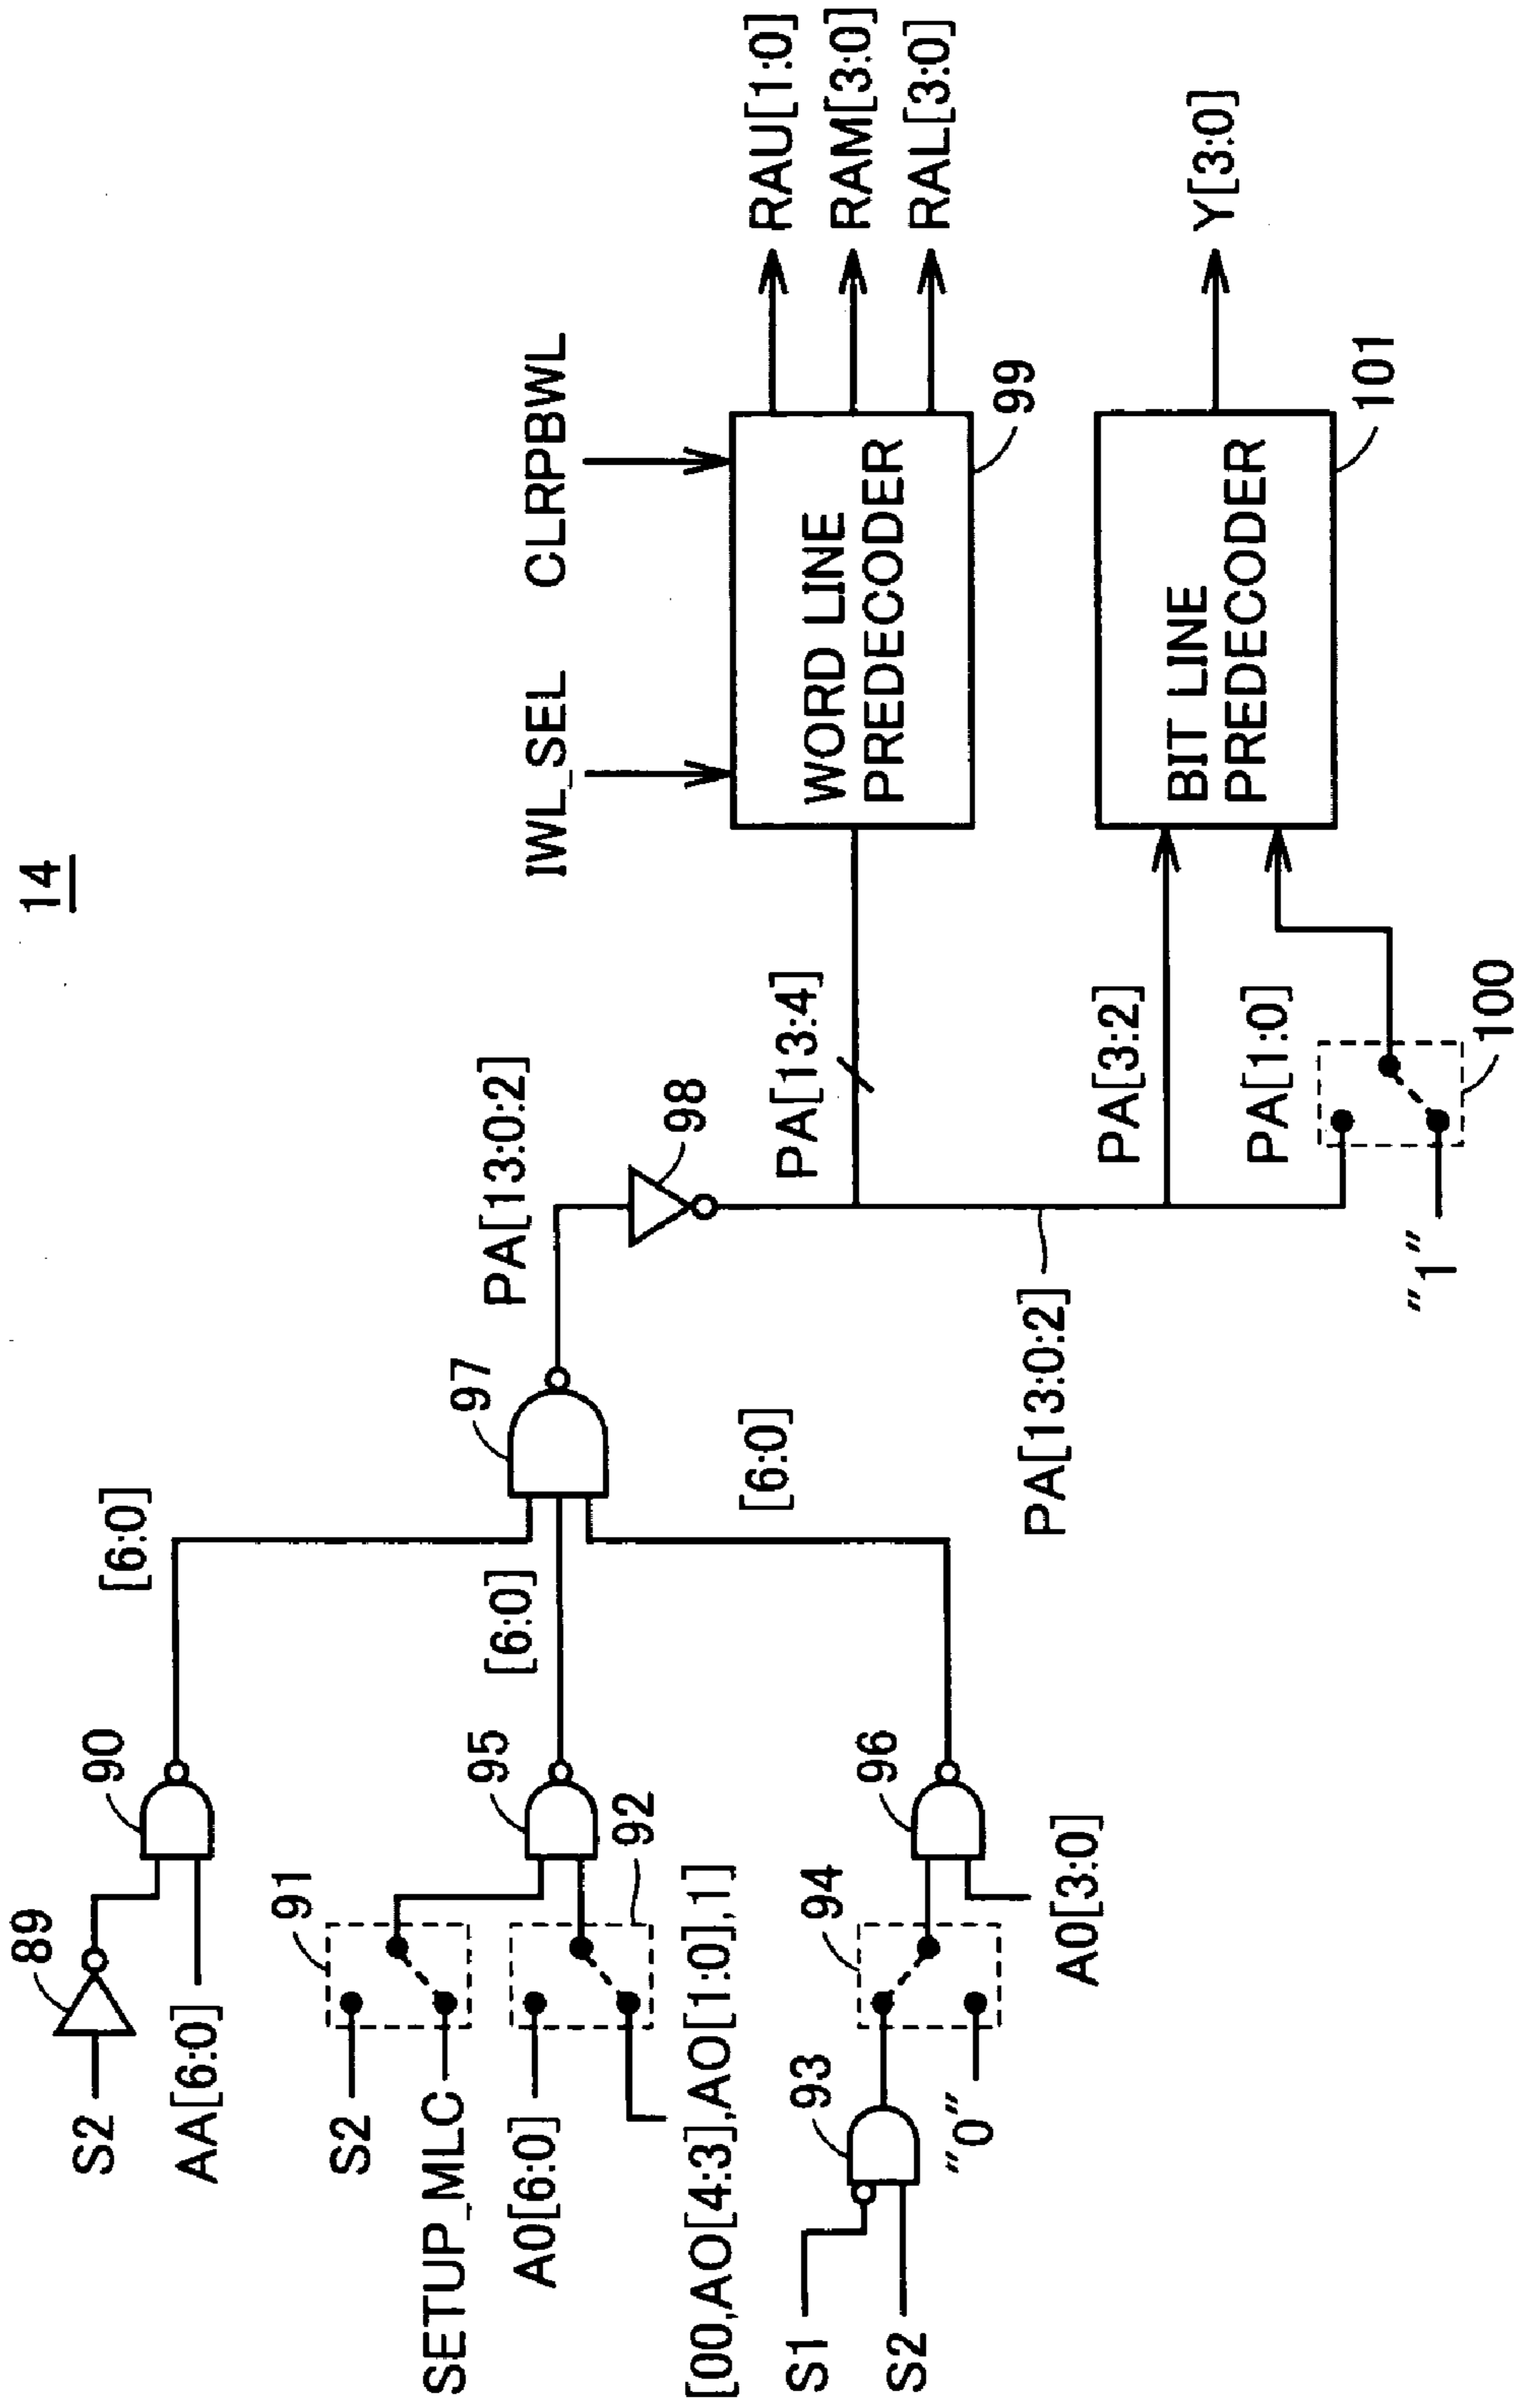 14
89
S2
AA[6:0]
90
[6:0]
91
S2
SETUP_MLC
95
[6:0]
A0[6:0]
92
[00,AO[4:3],AO[1:0],1]
97
PA[13:0:2]
98
S1
S2
93
94
"0"
96
A0[3:0]
[6:0]
PA[13:0:2]
PA[13:4]
IWL_SEL
CLRPBWL
WORD LINE
PREDECODER
99
RAU[1:0]
RAM[3:0]
RAL[3:0]
PA[3:2]
PA[1:0]
"1"
100
BIT LINE
PREDECODER
101
Y[3:0]